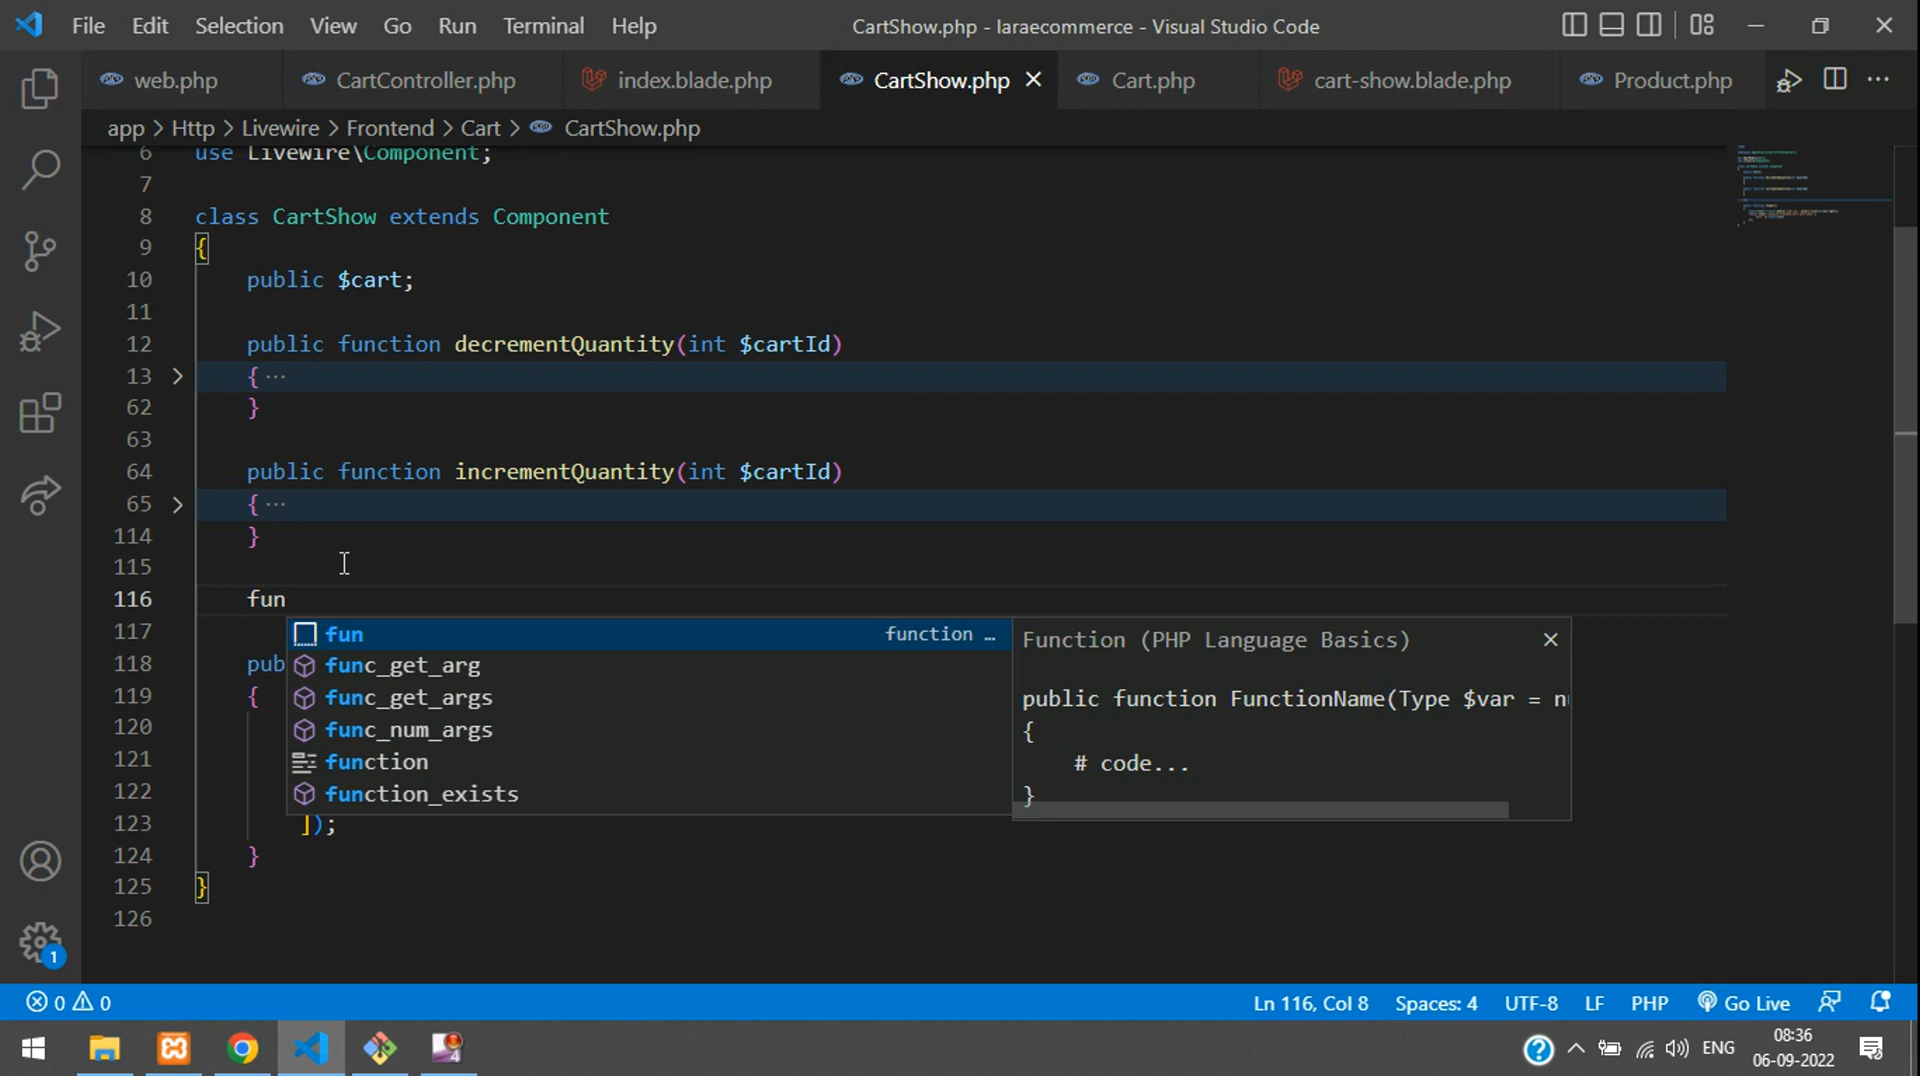 File Edit Selection View Go Run Terminal Help CartShow.php - laraecommerce - Visual Studio Code
web.php CartController.php index.blade.php CartShow.php Cart.php cart-show.blade.php Product.php
app > Http > Livewire > Frontend > Cart > CartShow.php
6 use Livewire\Component;
7
8 class CartShow extends Component
9 {
10 public $cart;
11
12 public function decrementQuantity(int $cartId)
13 { ...
62 }
63
64 public function incrementQuantity(int $cartId)
65 { ...
114 }
115
116 fun
117 fun function …
Function (PHP Language Basics)
func_get_arg
118 pub
119 { func_get_args
public function FunctionName(Type $var = n
120 func_num_args
{
121 function
# code...
122 function_exists
}
123 ]);
124 }
125 }
126
1
0 0 Ln 116, Col 8 Spaces: 4 UTF-8 LF PHP Go Live
4 ENG 08:36
06-09-2022